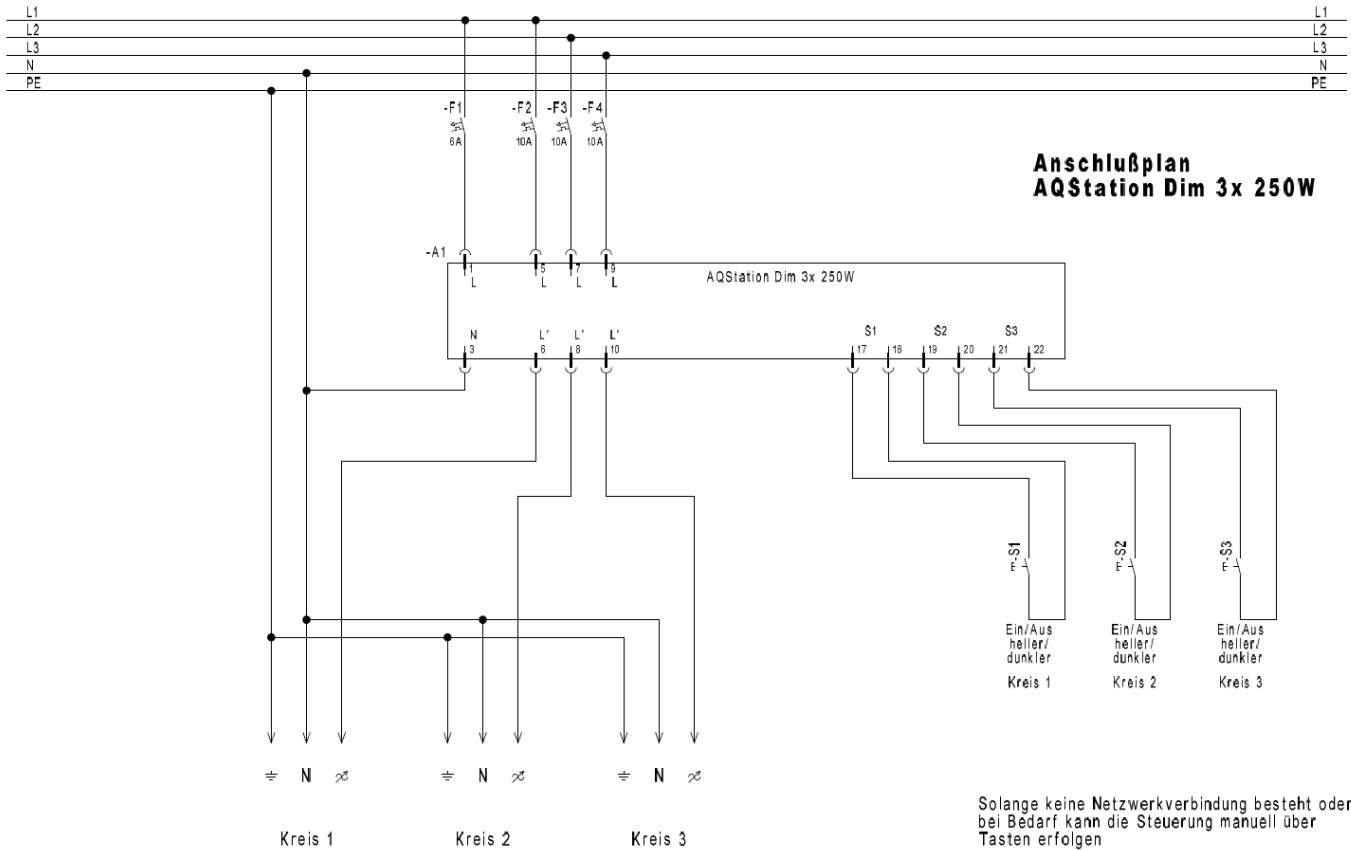 L1 L1
L2 L2
L3 L3
N N
PE PE
-F1 -F2 -F3 -F4
6A 10A 10A 10A
Anschlußplan
AQStation Dim 3x 250W
-A1
1 5 7 9
L L L L
AQStation Dim 3x 250W
N L' L' L' S1 S2 S3
3 6 8 10 17 18 19 20 21 22
-S1 -S2 -S3
E E E
Ein/Aus Ein/Aus Ein/Aus
heller/ heller/ heller/
dunkler dunkler dunkler
Kreis 1 Kreis 2 Kreis 3
N N N
Kreis 1 Kreis 2 Kreis 3
Solange keine Netzwerkverbindung besteht oder
bei Bedarf kann die Steuerung manuell über
Tasten erfolgen